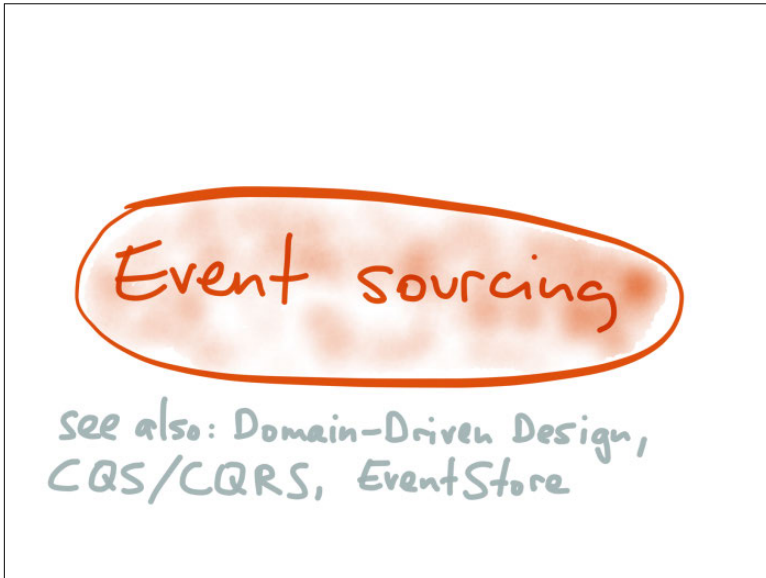 Event sourcing
see also: Domain-Driven Design,
CQS/CQRS, EventStore